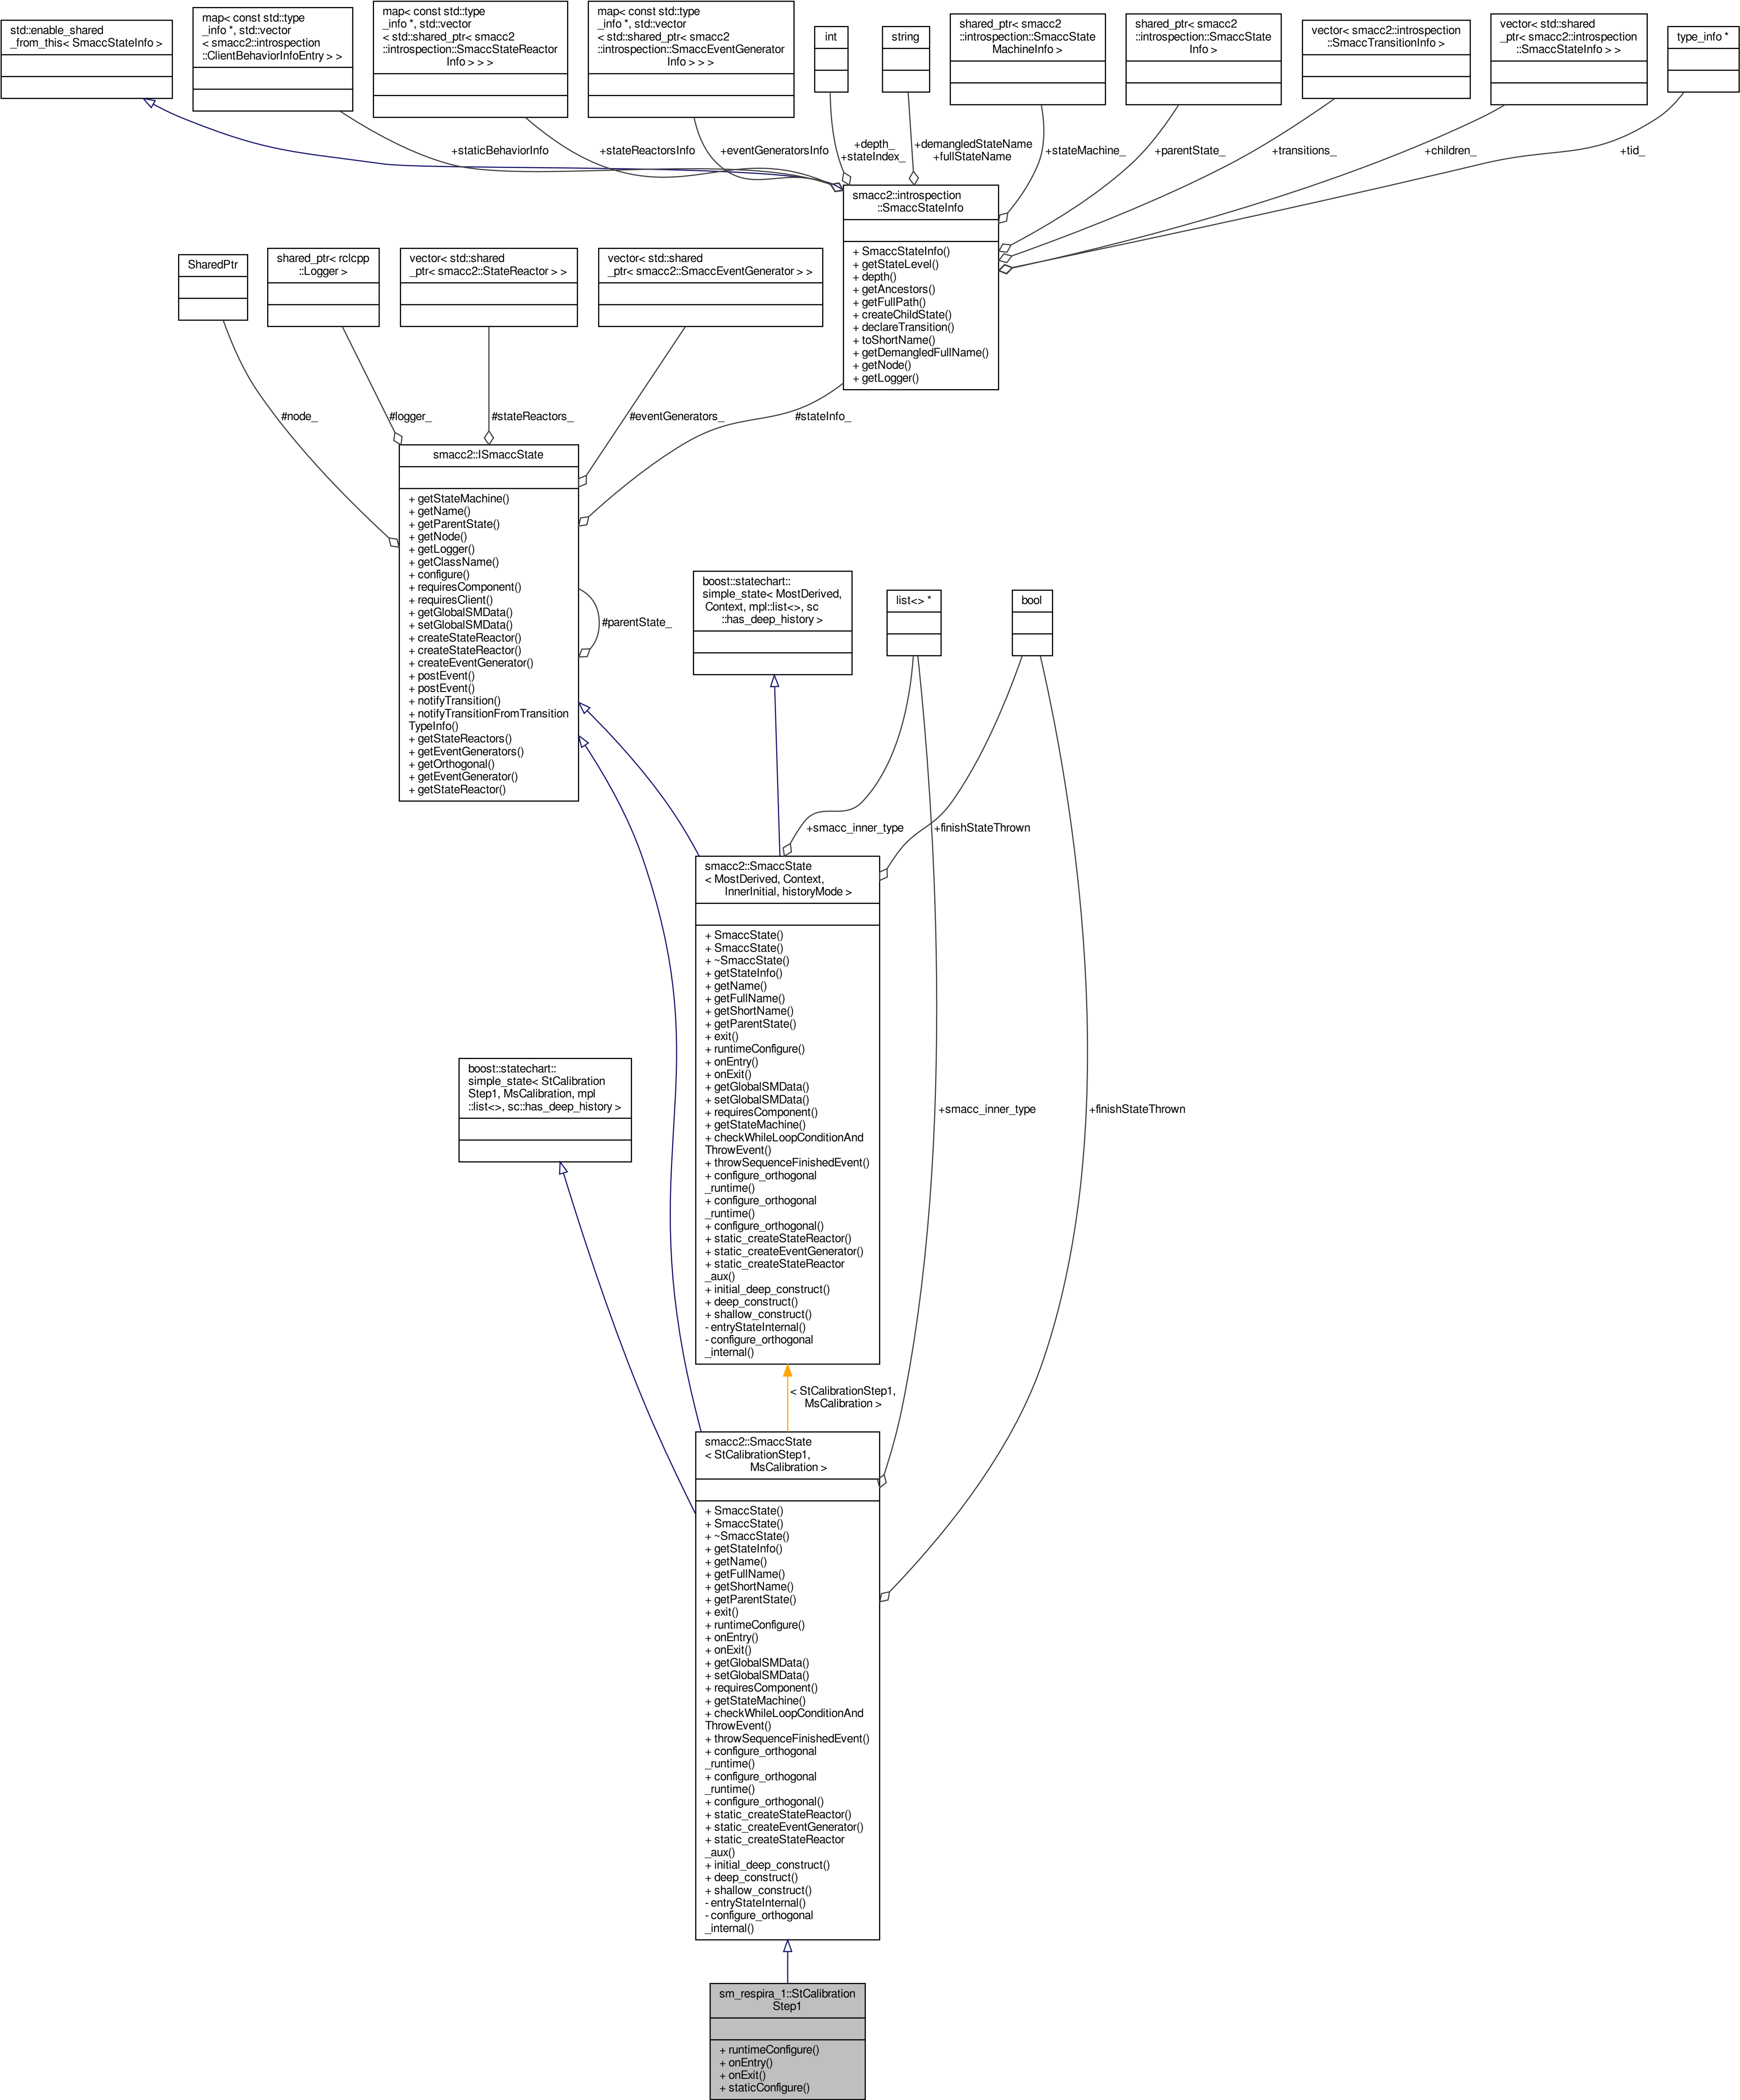 std::enable_shared
_from_this< SmaccStateInfo >
map< const std::type
_info *, std::vector
< smacc2::introspection
::ClientBehaviorInfoEntry > >
map< const std::type
_info *, std::vector
< std::shared_ptr< smacc2
::introspection::SmaccStateReactor
Info > > >
map< const std::type
_info *, std::vector
< std::shared_ptr< smacc2
::introspection::SmaccEventGenerator
Info > > >
int
string
shared_ptr< smacc2
::introspection::SmaccState
MachineInfo >
shared_ptr< smacc2
::introspection::SmaccState
Info >
vector< smacc2::introspection
::SmaccTransitionInfo >
vector< std::shared
_ptr< smacc2::introspection
::SmaccStateInfo > >
type_info *
+staticBehaviorInfo
+stateReactorsInfo
+eventGeneratorsInfo
+depth_
+stateIndex_
+demangledStateName
+fullStateName
+stateMachine_
+parentState_
+transitions_
+children_
+tid_
smacc2::introspection
::SmaccStateInfo
+ SmaccStateInfo()
+ getStateLevel()
+ depth()
+ getAncestors()
+ getFullPath()
+ createChildState()
+ declareTransition()
+ toShortName()
+ getDemangledFullName()
+ getNode()
+ getLogger()
SharedPtr
shared_ptr< rclcpp
::Logger >
vector< std::shared
_ptr< smacc2::StateReactor > >
vector< std::shared
_ptr< smacc2::SmaccEventGenerator > >
#node_
#logger_
#stateReactors_
#eventGenerators_
#stateInfo_
smacc2::ISmaccState
+ getStateMachine()
+ getName()
+ getParentState()
+ getNode()
+ getLogger()
+ getClassName()
+ configure()
+ requiresComponent()
+ requiresClient()
+ getGlobalSMData()
+ setGlobalSMData()
+ createStateReactor()
+ createStateReactor()
+ createEventGenerator()
+ postEvent()
+ postEvent()
+ notifyTransition()
+ notifyTransitionFromTransition
TypeInfo()
+ getStateReactors()
+ getEventGenerators()
+ getOrthogonal()
+ getEventGenerator()
+ getStateReactor()
#parentState_
boost::statechart::
simple_state< MostDerived,
Context, mpl::list<>, sc
::has_deep_history >
list<> *
bool
+smacc_inner_type
+finishStateThrown
smacc2::SmaccState
< MostDerived, Context,
InnerInitial, historyMode >
+ SmaccState()
+ SmaccState()
+ ~SmaccState()
+ getStateInfo()
+ getName()
+ getFullName()
+ getShortName()
+ getParentState()
+ exit()
+ runtimeConfigure()
+ onEntry()
+ onExit()
+ getGlobalSMData()
+ setGlobalSMData()
+ requiresComponent()
+ getStateMachine()
+ checkWhileLoopConditionAnd
ThrowEvent()
+ throwSequenceFinishedEvent()
+ configure_orthogonal
_runtime()
+ configure_orthogonal
_runtime()
+ configure_orthogonal()
+ static_createStateReactor()
+ static_createEventGenerator()
+ static_createStateReactor
_aux()
+ initial_deep_construct()
+ deep_construct()
+ shallow_construct()
- entryStateInternal()
- configure_orthogonal
_internal()
boost::statechart::
simple_state< StCalibration
Step1, MsCalibration, mpl
::list<>, sc::has_deep_history >
+smacc_inner_type
+finishStateThrown
< StCalibrationStep1,
MsCalibration >
smacc2::SmaccState
< StCalibrationStep1,
MsCalibration >
+ SmaccState()
+ SmaccState()
+ ~SmaccState()
+ getStateInfo()
+ getName()
+ getFullName()
+ getShortName()
+ getParentState()
+ exit()
+ runtimeConfigure()
+ onEntry()
+ onExit()
+ getGlobalSMData()
+ setGlobalSMData()
+ requiresComponent()
+ getStateMachine()
+ checkWhileLoopConditionAnd
ThrowEvent()
+ throwSequenceFinishedEvent()
+ configure_orthogonal
_runtime()
+ configure_orthogonal
_runtime()
+ configure_orthogonal()
+ static_createStateReactor()
+ static_createEventGenerator()
+ static_createStateReactor
_aux()
+ initial_deep_construct()
+ deep_construct()
+ shallow_construct()
- entryStateInternal()
- configure_orthogonal
_internal()
sm_respira_1::StCalibration
Step1
+ runtimeConfigure()
+ onEntry()
+ onExit()
+ staticConfigure()